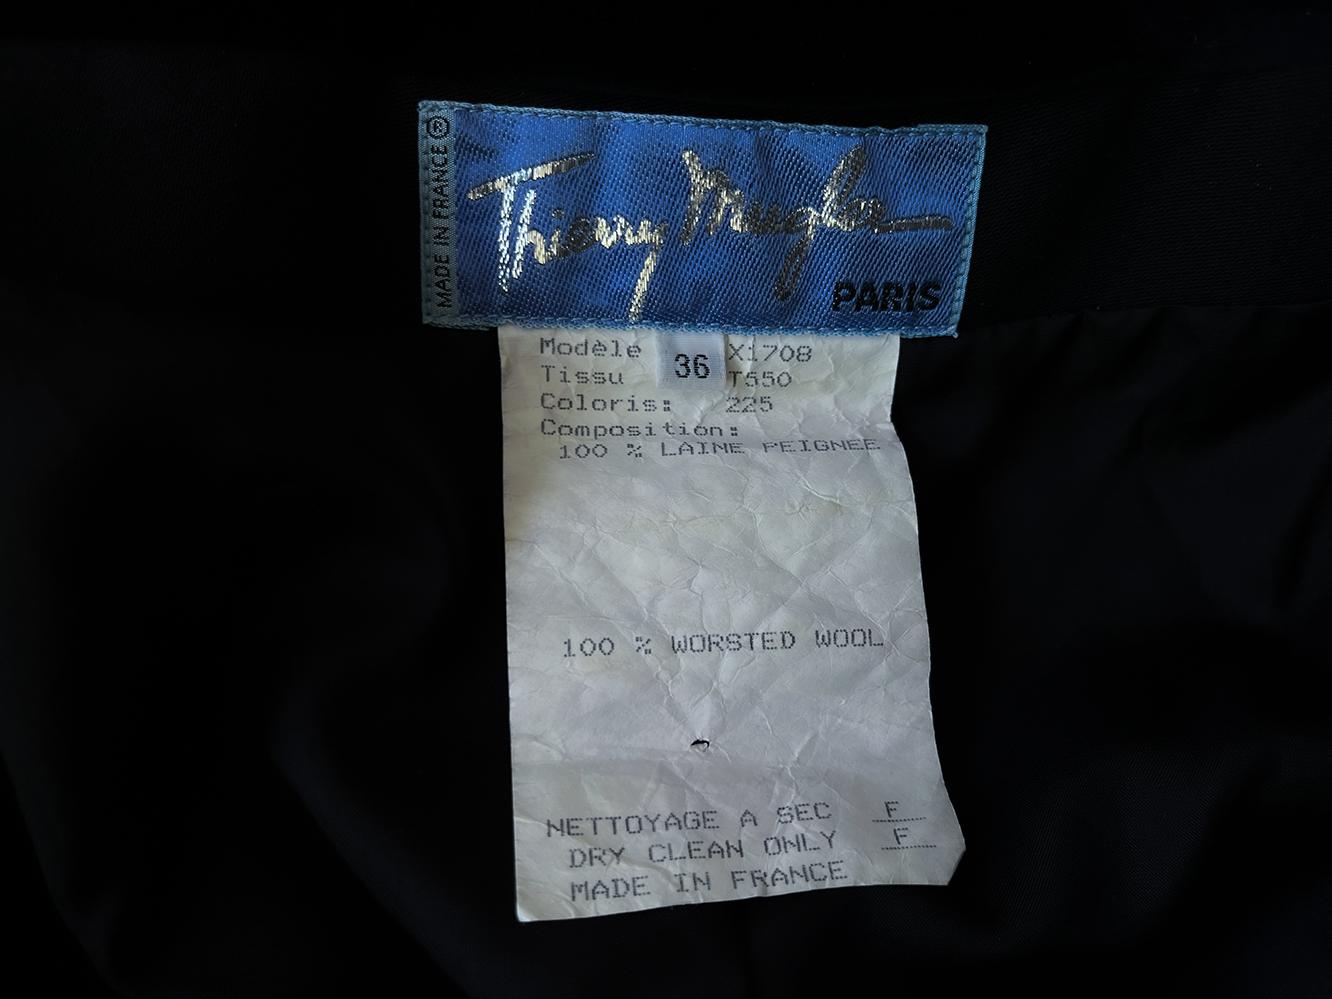 MADE IN FRANCE ®
Thierry Mugler
PARIS
Modèle 36 X1708
Tissu T550
Coloris: 225
Composition:
100 % LAINE PEIGNEE
100 % WORSTED WOOL
NETTOYAGE A SEC F
DRY CLEAN ONLY F
MADE IN FRANCE